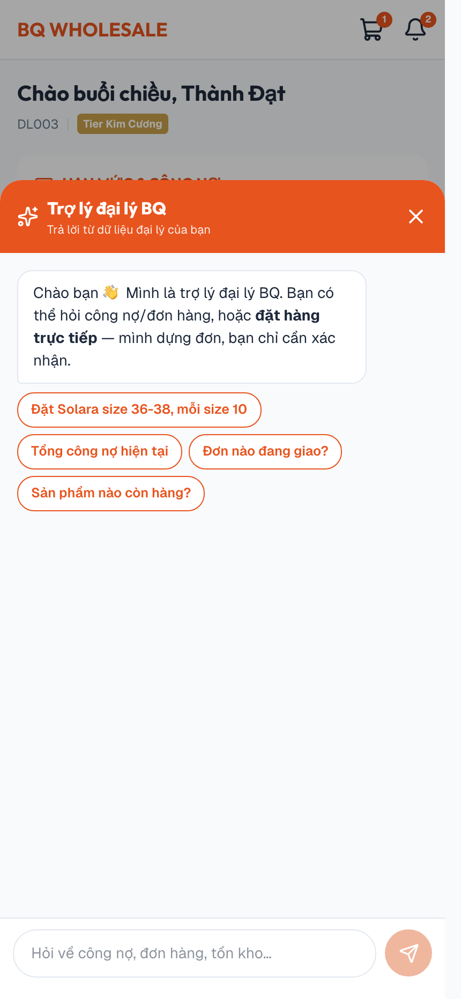 BQ WHOLESALE
1
2
Chào buổi chiều, Thành Đạt
DL003
Tier Kim Cương
HẠN MỨC & CÔNG NỢ
Trợ lý đại lý BQ
Trả lời từ dữ liệu đại lý của bạn
Chào bạn 👋 Mình là trợ lý đại lý BQ. Bạn có
thể hỏi công nợ/đơn hàng, hoặc đặt hàng
trực tiếp — mình dựng đơn, bạn chỉ cần xác
nhận.
Đặt Solara size 36-38, mỗi size 10
Tổng công nợ hiện tại
Đơn nào đang giao?
Sản phẩm nào còn hàng?
Hỏi về công nợ, đơn hàng, tồn kho...